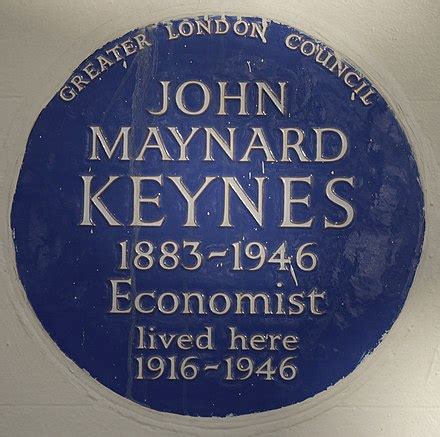 GREATER LONDON COUNCIL
JOHN
MAYNARD
KEYNES
1883-1946
Economist
lived here
1916-1946